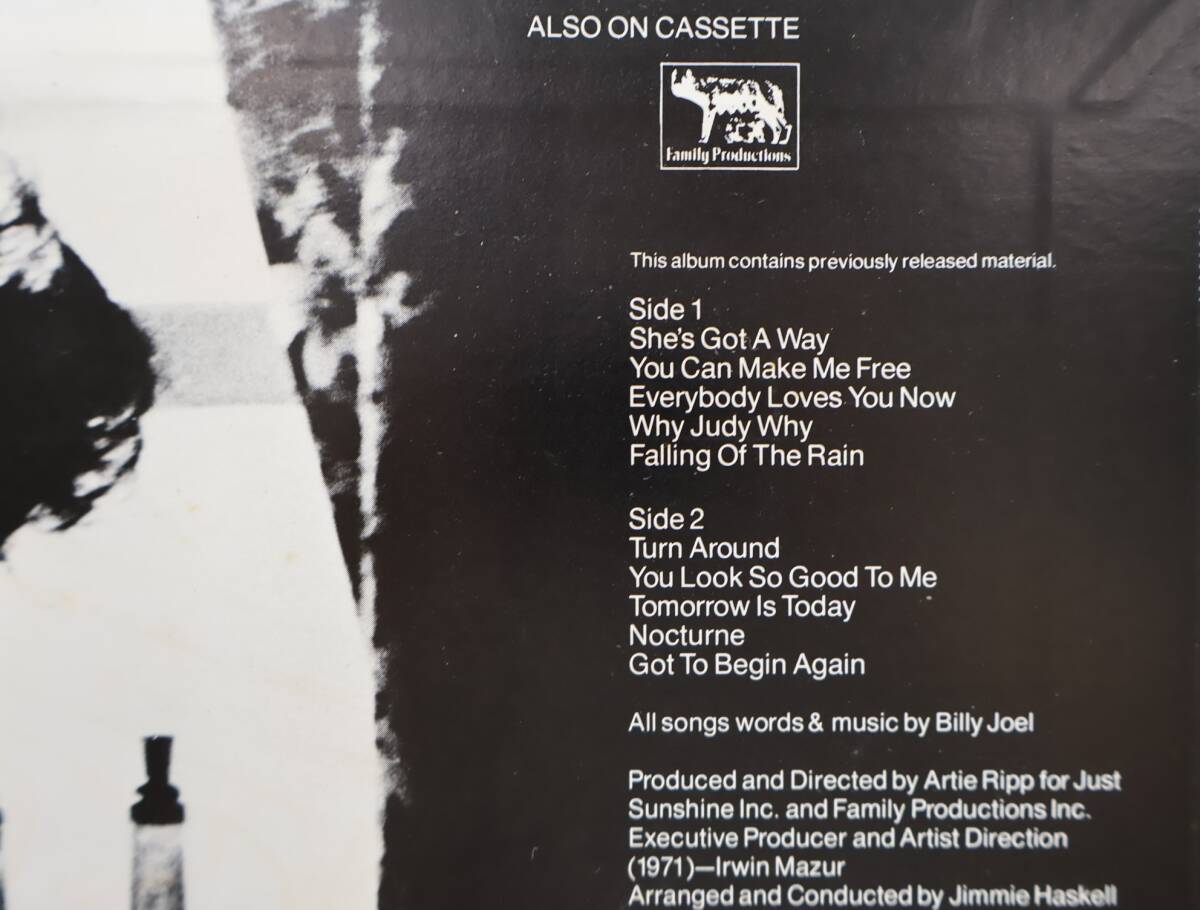 ALSO ON CASSETTE
Family Productions
This album contains previously released material.
Side 1
She's Got A Way
You Can Make Me Free
Everybody Loves You Now
Why Judy Why
Falling Of The Rain
Side 2
Turn Around
You Look So Good To Me
Tomorrow Is Today
Nocturne
Got To Begin Again
All songs words & music by Billy Joel
Produced and Directed by Artie Ripp for Just
Sunshine Inc. and Family Productions Inc.
Executive Producer and Artist Direction
(1971)—Irwin Mazur
Arranged and Conducted by Jimmie Haskell